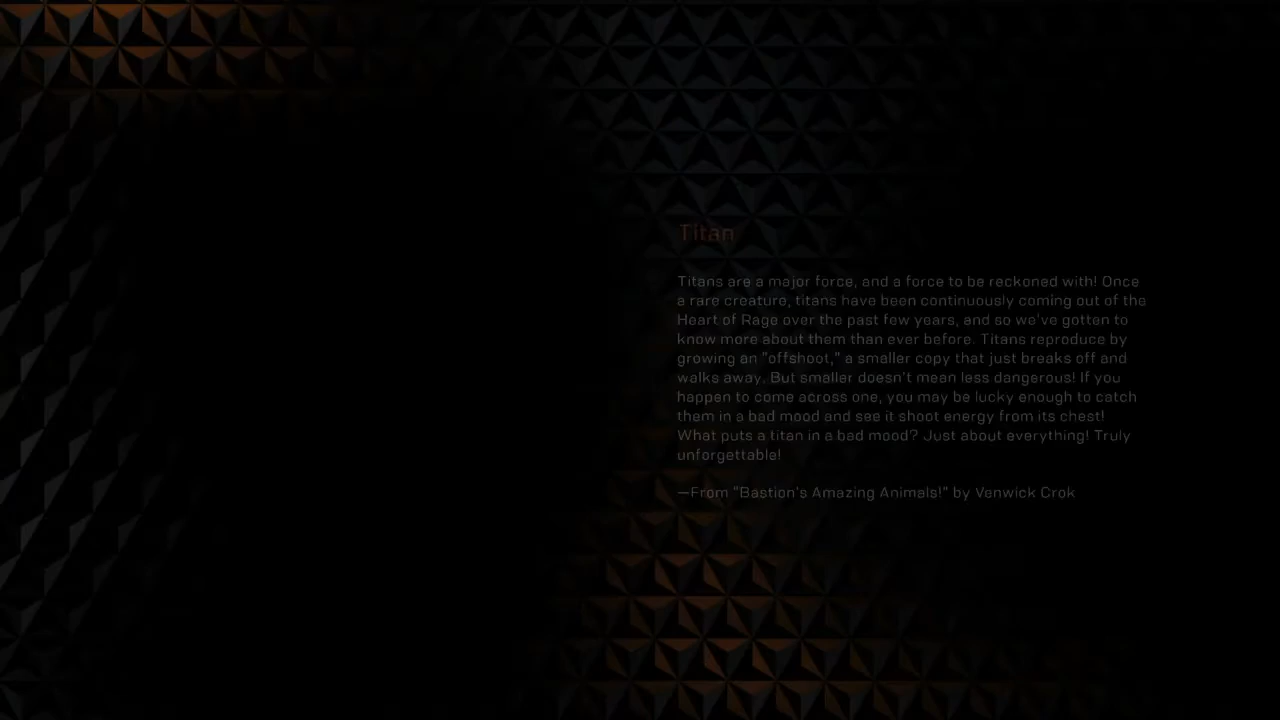 Titan
Titans are a major force, and a force to be reckoned with! Once
a rare creature, titans have been continuously coming out of the
Heart of Rage over the past few years, and so we've gotten to
know more about them than ever before. Titans reproduce by
growing an "offshoot," a smaller copy that just breaks off and
walks away. But smaller doesn't mean less dangerous! If you
happen to come across one, you may be lucky enough to catch
them in a bad mood and see it shoot energy from its chest!
What puts a titan in a bad mood? Just about everything! Truly
unforgettable!
—From "Bastion's Amazing Animals!" by Venwick Crok